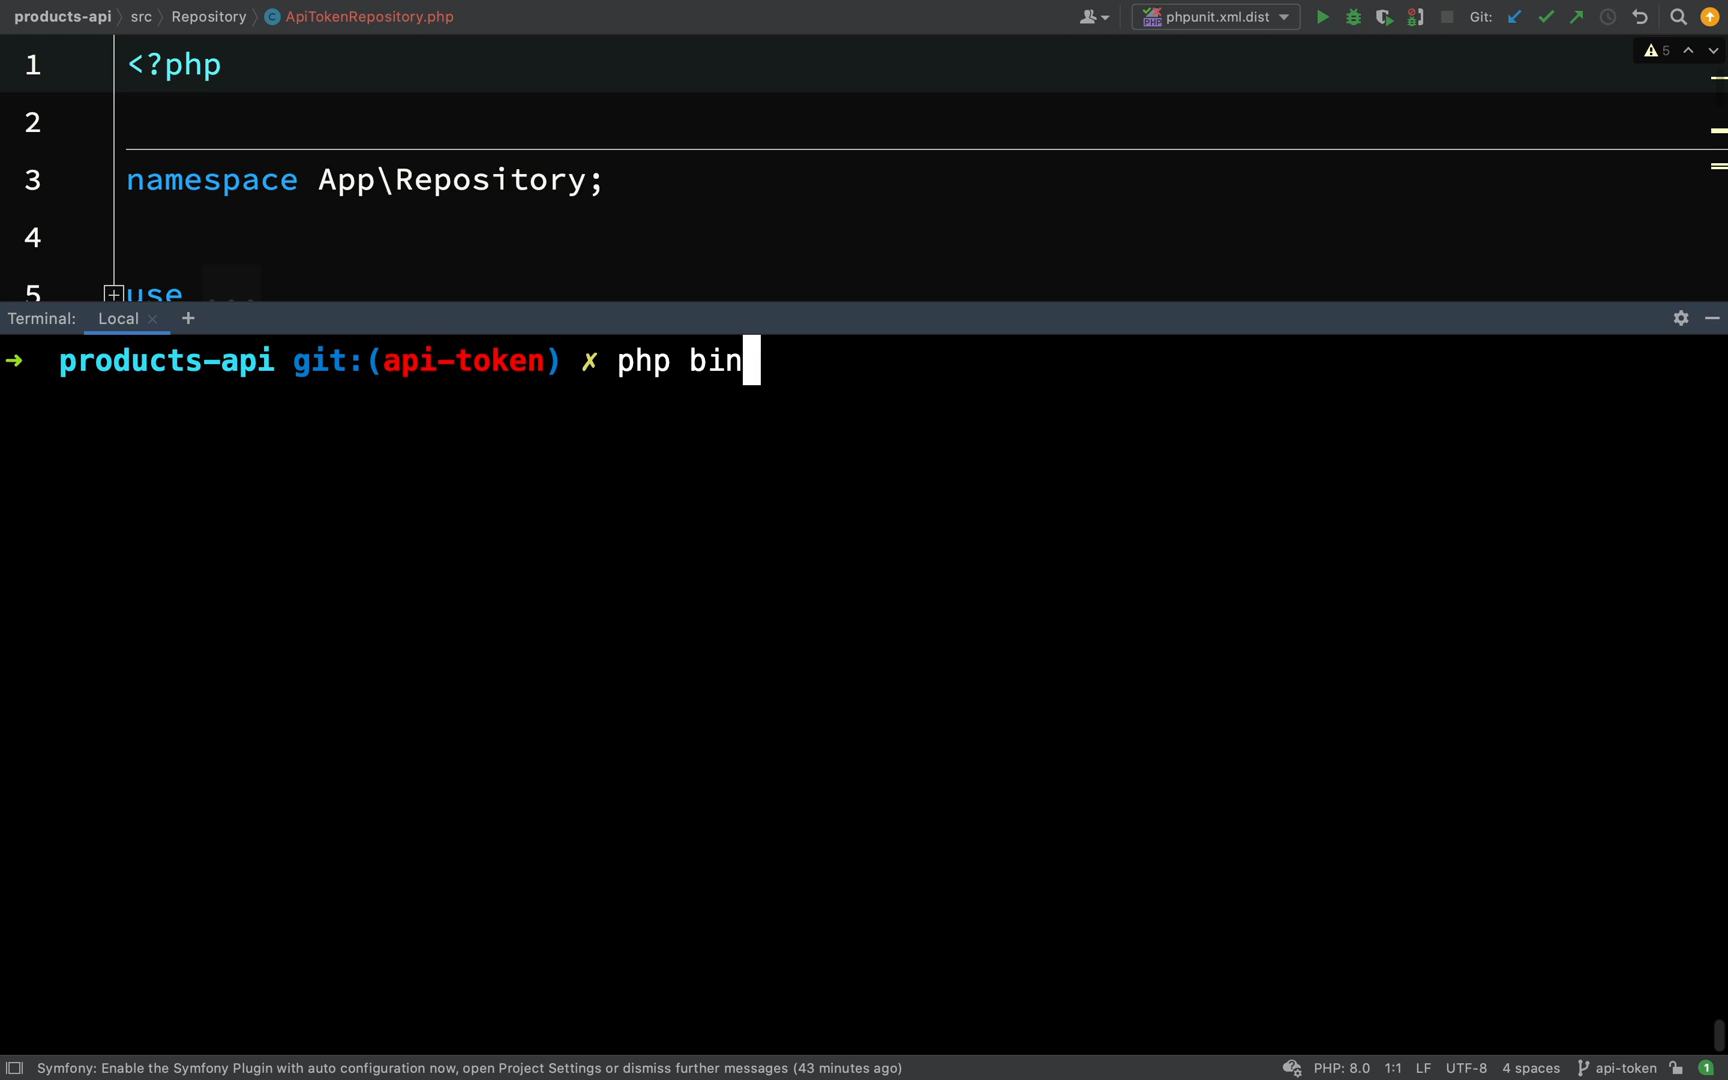 products-api 〉 src 〉 Repository 〉 C ApiTokenRepository.php
PHP phpunit.xml.dist
Git:
1 <?php
5
2
3 namespace App\Repository;
4
5 use ...
Terminal: Local × +
➜ products-api git:(api-token) ✗ php bin
Symfony: Enable the Symfony Plugin with auto configuration now, open Project Settings or dismiss further messages (43 minutes ago)
PHP: 8.0 1:1 LF UTF-8 4 spaces api-token 1